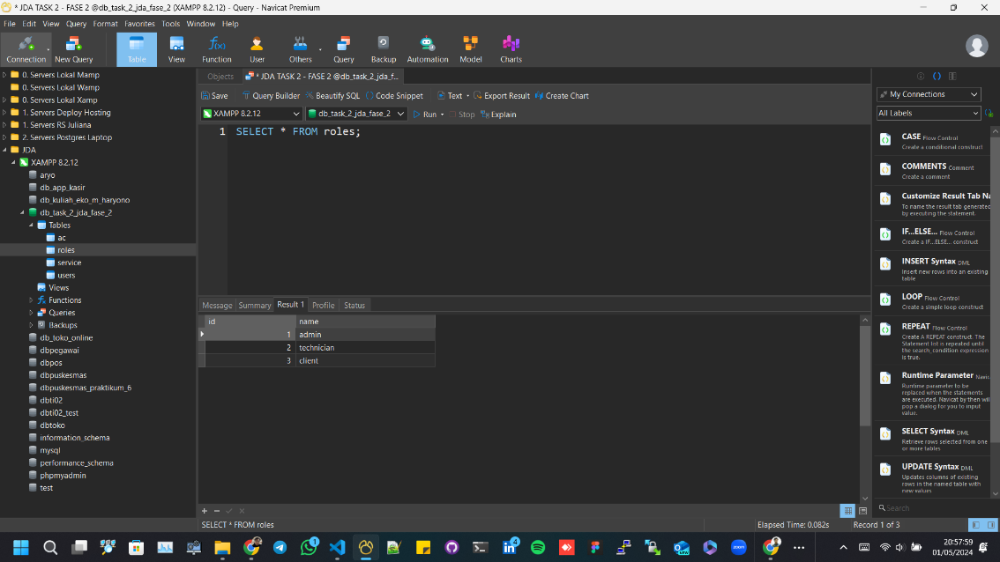 * JDA TASK 2 - FASE 2 @db_task_2_jda_fase_2 (XAMPP 8.2.12) - Query - Navicat Premium
File Edit View Query Format Favorites Tools Window Help
Connection New Query Table View Function User Others Query Backup Automation Model Charts
Objects * JDA TASK 2 - FASE 2 @db_task_2_jda_f...
Save Query Builder Beautify SQL Code Snippet Text Export Result Create Chart
XAMPP 8.2.12 db_task_2_jda_fase_2 Run Stop Explain
1 SELECT * FROM roles;
0. Servers Lokal Mamp
0. Servers Lokal Wamp
0. Servers Lokal Xamp
1. Servers Deploy Hosting
1. Servers RS Juliana
2. Servers Postgres Laptop
JDA
XAMPP 8.2.12
aryo
db_app_kasir
db_kuliah_eko_m_haryono
db_task_2_jda_fase_2
Tables
ac
roles
service
users
Views
Functions
Queries
Backups
db_toko_online
dbpegawai
dbpos
dbpuskesmas
dbpuskesmas_praktikum_6
dbti02
dbti02_test
dbtoko
information_schema
mysql
performance_schema
phpmyadmin
test
Message Summary Result 1 Profile Status
id name
1 admin
2 technician
3 client
SELECT * FROM roles Elapsed Time: 0.082s Record 1 of 3
My Connections
All Labels
CASE Flow Control
Create a conditional construct
COMMENTS Comment
Create a comment
Customize Result Tab Na
To name the result tab generated
by executing the statement.
IF...ELSE... Flow Control
Create a IF...ELSE... construct
INSERT Syntax DML
Insert new rows into an existing
table
LOOP Flow Control
Create a simple loop construct
REPEAT Flow Control
Create A REPEAT construct. The
Statement list is repeated until
the search_condition expression
is true.
Runtime Parameter Navic
Runtime parameter to be
replaced when the statements
are executed. Navicat by then will
pop a dialog for you to input
value.
SELECT Syntax DML
Retrieve rows selected from one
or more tables
UPDATE Syntax DML
Updates columns of existing
rows in the named table with
new values.
Search
1
4
zoom
20:57:59
01/05/2024